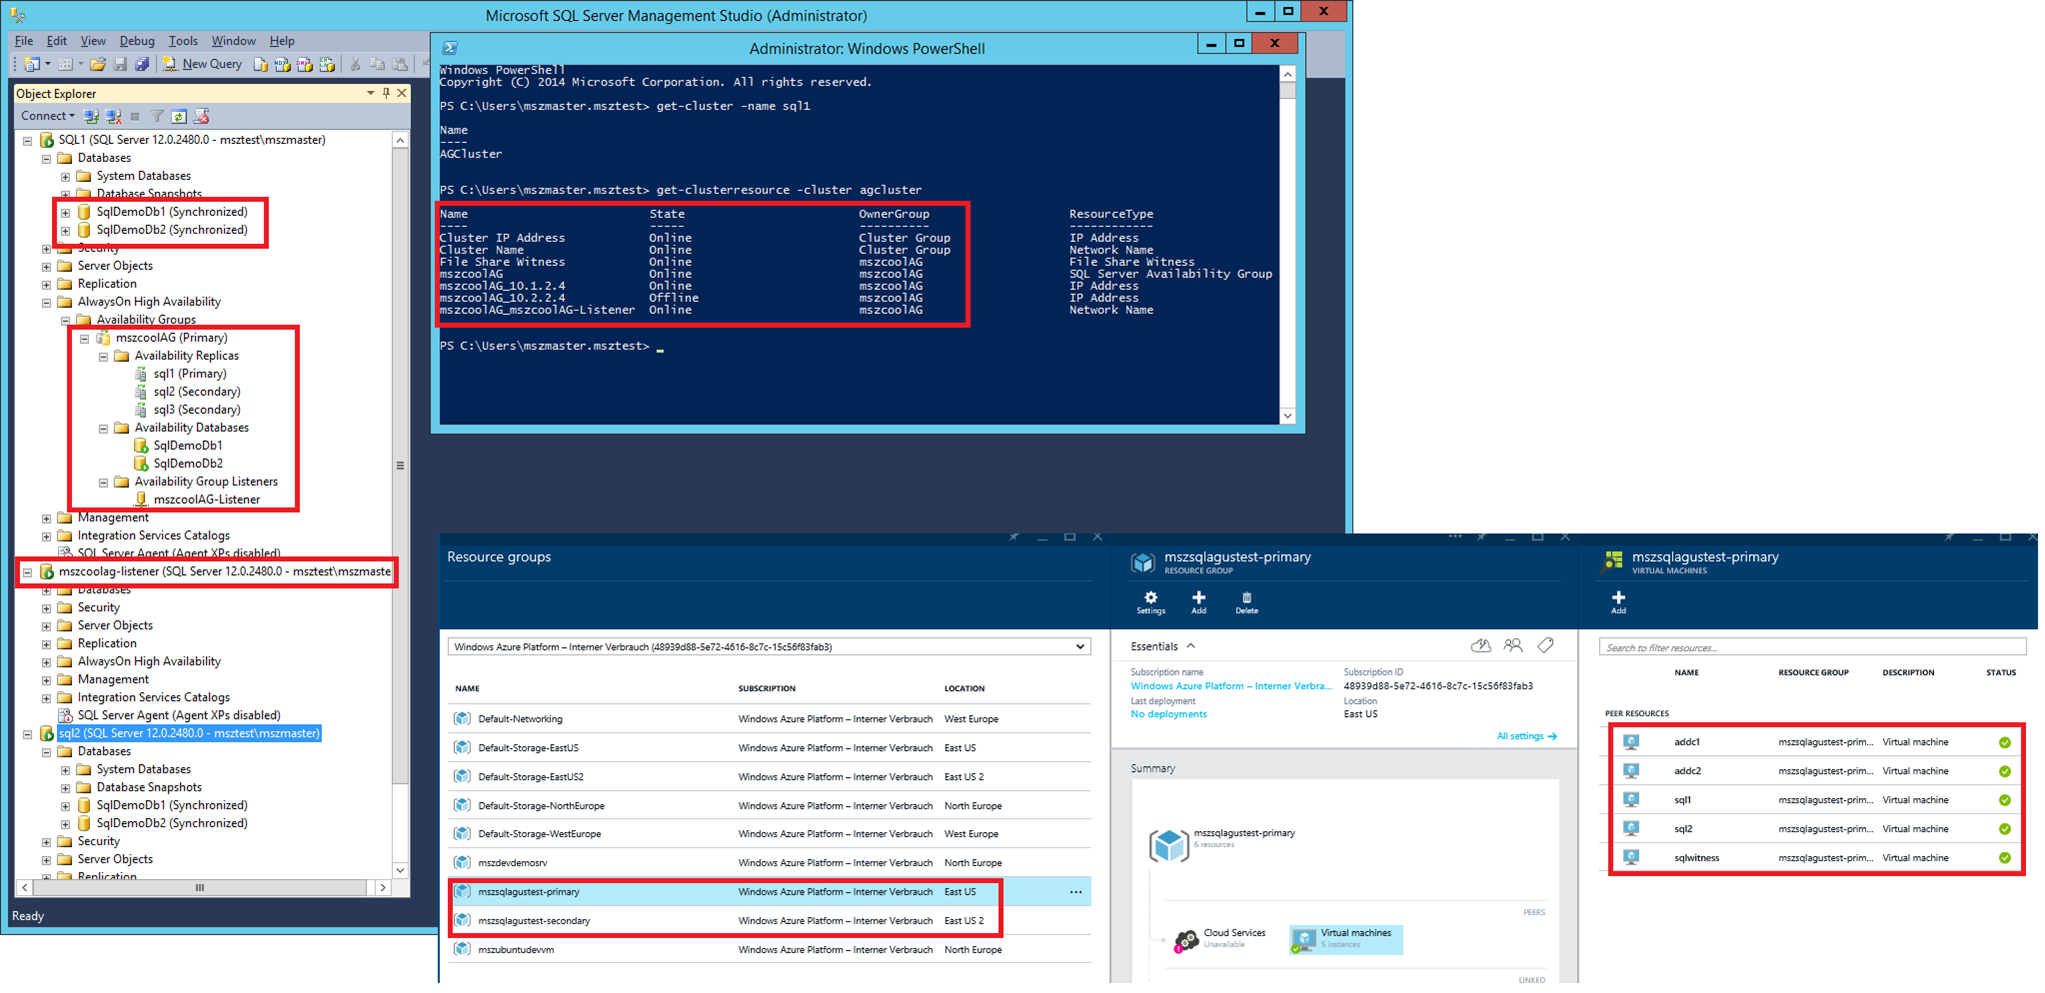 Microsoft SQL Server Management Studio (Administrator)
File Edit View Debug Tools Window Help
New Query
Object Explorer
Connect
SQL1 (SQL Server 12.0.2480.0 - msztest\mszmaster)
Databases
System Databases
Database Snapshots
SqlDemoDb1 (Synchronized)
SqlDemoDb2 (Synchronized)
Security
Server Objects
Replication
AlwaysOn High Availability
Availability Groups
mszcoolAG (Primary)
Availability Replicas
sql1 (Primary)
sql2 (Secondary)
sql3 (Secondary)
Availability Databases
SqlDemoDb1
SqlDemoDb2
Availability Group Listeners
mszcoolAG-Listener
Management
Integration Services Catalogs
SQL Server Agent (Agent XPs disabled)
mszcoolag-listener (SQL Server 12.0.2480.0 - msztest\mszmaste
Databases
Security
Server Objects
Replication
AlwaysOn High Availability
Management
Integration Services Catalogs
SQL Server Agent (Agent XPs disabled)
sql2 (SQL Server 12.0.2480.0 - msztest\mszmaster)
Databases
System Databases
Database Snapshots
SqlDemoDb1 (Synchronized)
SqlDemoDb2 (Synchronized)
Security
Server Objects
Replication
Ready
Administrator: Windows PowerShell
Windows PowerShell
Copyright (C) 2014 Microsoft Corporation. All rights reserved.
PS C:\Users\mszmaster.msztest> get-cluster -name sql1
Name
----
AGCluster
PS C:\Users\mszmaster.msztest> get-clusterresource -cluster agcluster
Name State OwnerGroup ResourceType
---- ----- ---------- ------------
Cluster IP Address Online Cluster Group IP Address
Cluster Name Online Cluster Group Network Name
File Share Witness Online mszcoolAG File Share Witness
mszcoolAG Online mszcoolAG SQL Server Availability Group
mszcoolAG_10.1.2.4 Online mszcoolAG IP Address
mszcoolAG_10.2.2.4 Offline mszcoolAG IP Address
mszcoolAG_mszcoolAG-Listener Online mszcoolAG Network Name
PS C:\Users\mszmaster.msztest> _
Resource groups
Windows Azure Platform – Interner Verbrauch (48939d88-5e72-4616-8c7c-15c56f83fab3)
NAME SUBSCRIPTION LOCATION
Default-Networking Windows Azure Platform – Interner Verbrauch West Europe
Default-Storage-EastUS Windows Azure Platform – Interner Verbrauch East US
Default-Storage-EastUS2 Windows Azure Platform – Interner Verbrauch East US 2
Default-Storage-NorthEurope Windows Azure Platform – Interner Verbrauch North Europe
Default-Storage-WestEurope Windows Azure Platform – Interner Verbrauch West Europe
mszdevdemosrv Windows Azure Platform – Interner Verbrauch North Europe
mszsqlagustest-primary Windows Azure Platform – Interner Verbrauch East US ...
mszsqlagustest-secondary Windows Azure Platform – Interner Verbrauch East US 2
mszubuntudevvm Windows Azure Platform – Interner Verbrauch North Europe
mszsqlagustest-primary
RESOURCE GROUP
Settings Add Delete
Essentials
Subscription name Subscription ID
Windows Azure Platform – Interner Verbra... 48939d88-5e72-4616-8c7c-15c56f83fab3
Last deployment Location
No deployments East US
All settings →
Summary
mszsqlagustest-primary
6 resources
PEERS
Cloud Services Virtual machines
Unavailable 5 instances
LINKED
mszsqlagustest-primary
VIRTUAL MACHINES
Add
Search to filter resources...
NAME RESOURCE GROUP DESCRIPTION STATUS
PEER RESOURCES
addc1 mszsqlagustest-prim... Virtual machine
addc2 mszsqlagustest-prim... Virtual machine
sql1 mszsqlagustest-prim... Virtual machine
sql2 mszsqlagustest-prim... Virtual machine
sqlwitness mszsqlagustest-prim... Virtual machine